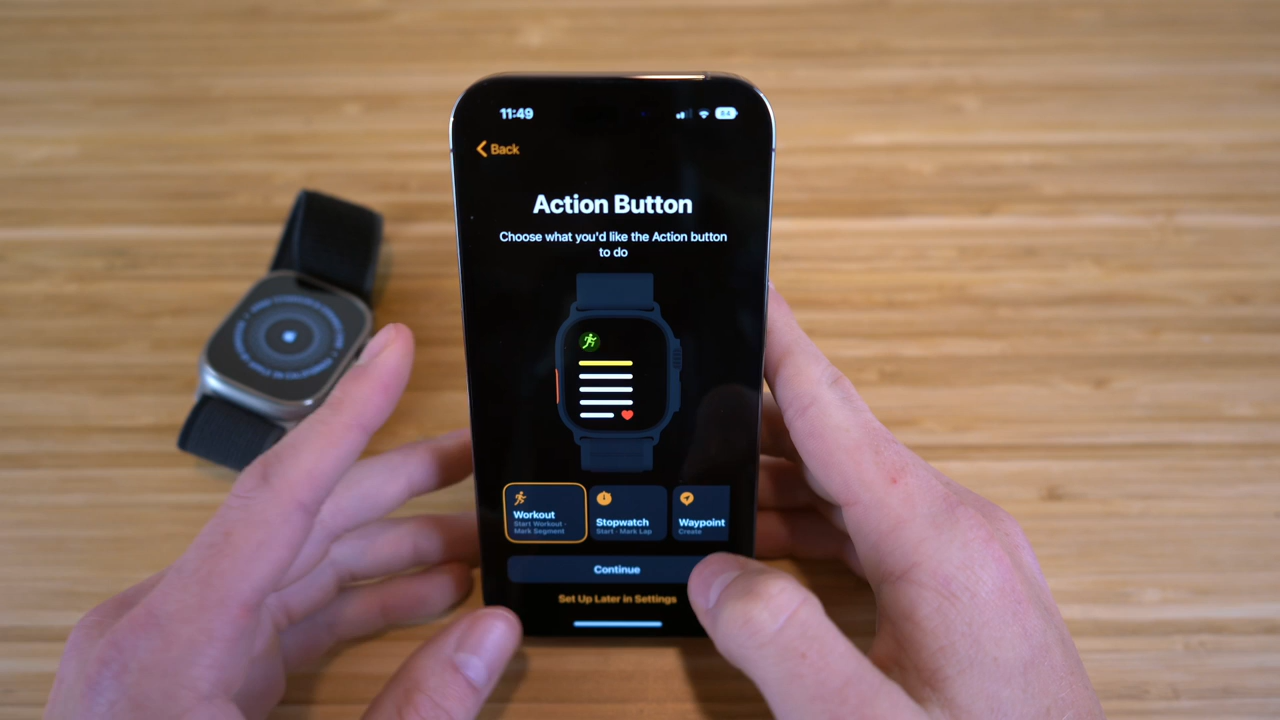 11:49
84
Back
Action Button
Choose what you'd like the Action button
to do
Workout
Start Workout ·
Mark Segment
Stopwatch
Start · Mark Lap
Waypoint
Create
Continue
Set Up Later in Settings